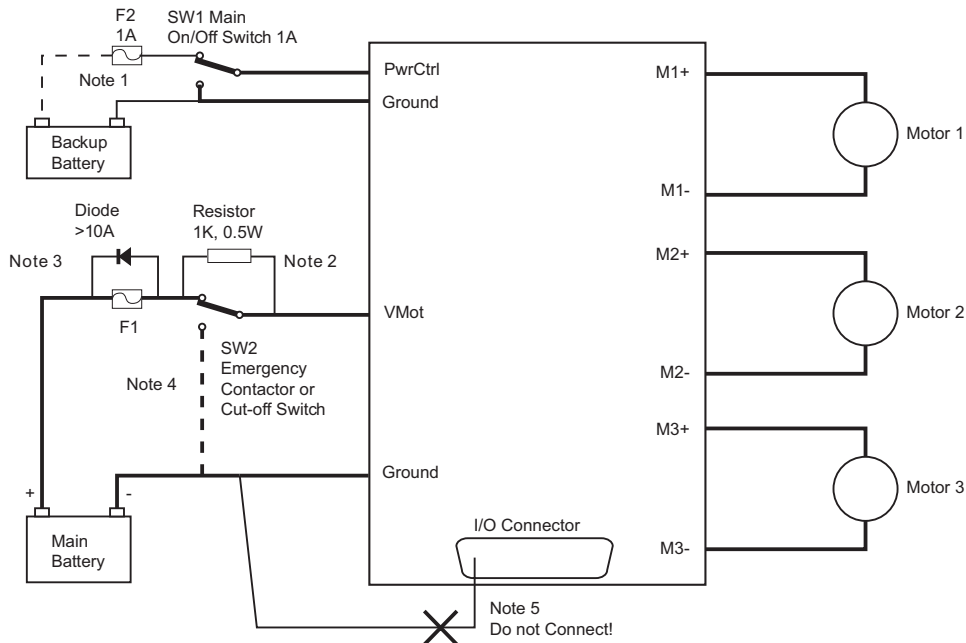 F2
1A
SW1 Main
On/Off Switch 1A
Note 1
Backup
Battery
PwrCtrl
Ground
M1+
Motor 1
M1-
Diode
>10A
Resistor
1K, 0.5W
Note 3
Note 2
F1
VMot
M2+
Motor 2
M2-
SW2
Emergency
Contactor or
Cut-off Switch
Note 4
Ground
M3+
Motor 3
M3-
+
-
Main
Battery
I/O Connector
Note 5
Do not Connect!